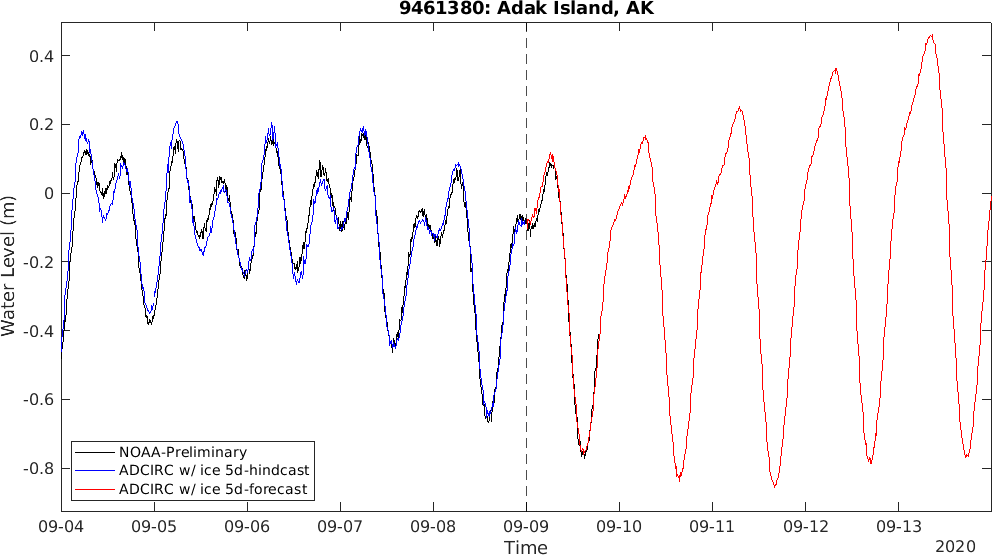 9461380: Adak Island, AK
Water Level (m)
0.4
0.2
0
-0.2
-0.4
-0.6
-0.8
NOAA-Preliminary
ADCIRC w/ ice 5d-hindcast
ADCIRC w/ ice 5d-forecast
09-04 09-05 09-06 09-07 09-08 09-09 09-10 09-11 09-12 09-13
Time
2020